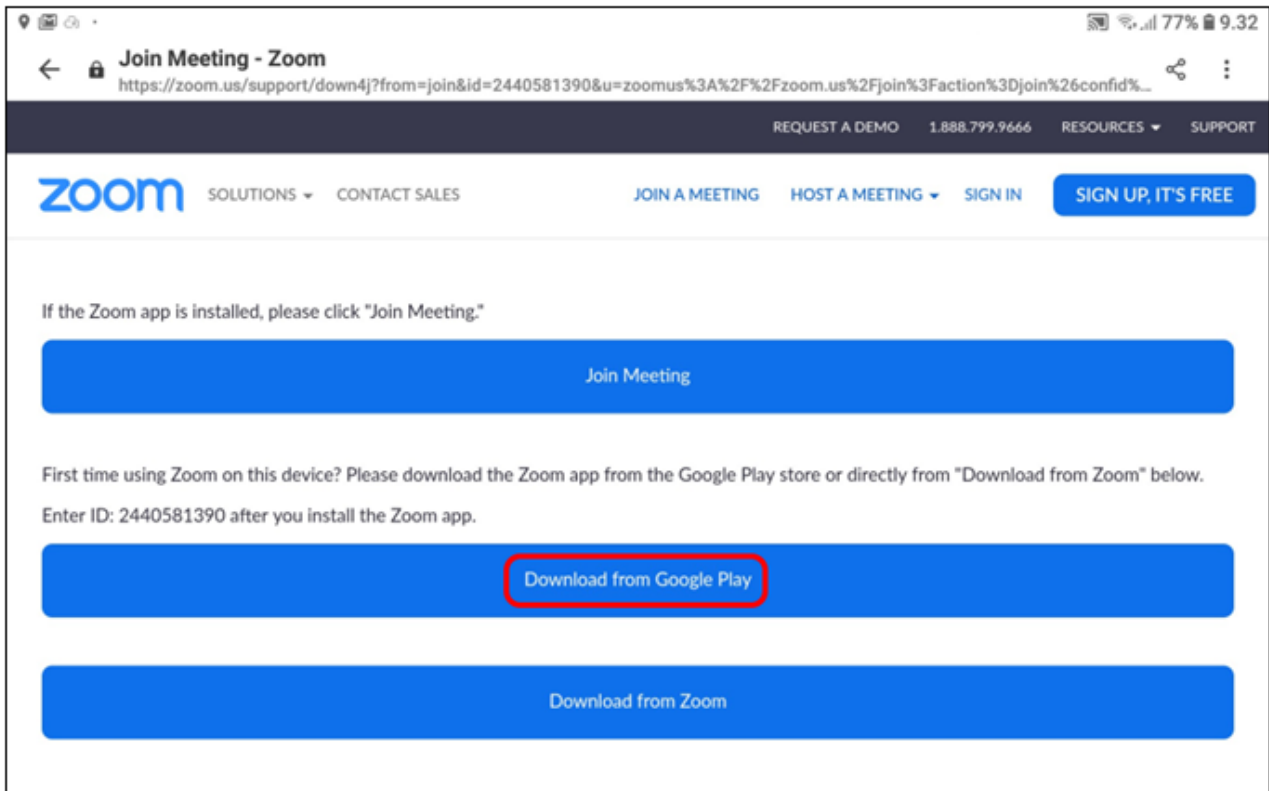 77% 9.32
Join Meeting - Zoom
https://zoom.us/support/down4j?from=join&id=2440581390&u=zoomus%3A%2F%2Fzoom.us%2Fjoin%3Faction%3Djoin%26confid%...
REQUEST A DEMO 1.888.799.9666 RESOURCES SUPPORT
zoom SOLUTIONS CONTACT SALES JOIN A MEETING HOST A MEETING SIGN IN SIGN UP, IT'S FREE
If the Zoom app is installed, please click "Join Meeting."
Join Meeting
First time using Zoom on this device? Please download the Zoom app from the Google Play store or directly from "Download from Zoom" below.
Enter ID: 2440581390 after you install the Zoom app.
Download from Google Play
Download from Zoom